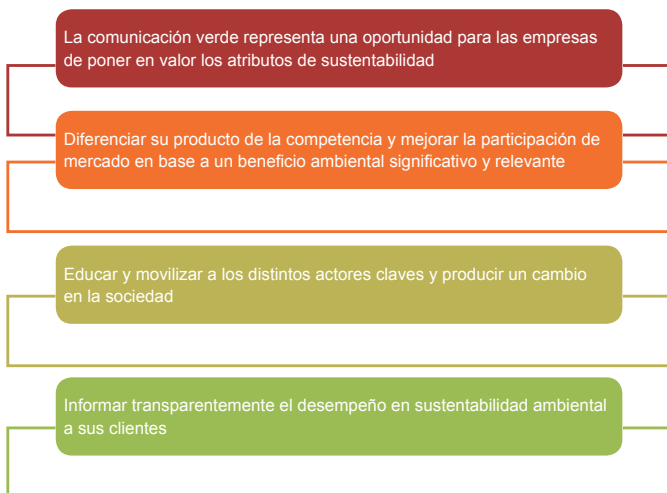 La comunicación verde representa una oportunidad para las empresas
de poner en valor los atributos de sustentabilidad
Diferenciar su producto de la competencia y mejorar la participación de
mercado en base a un beneficio ambiental significativo y relevante
Educar y movilizar a los distintos actores claves y producir un cambio
en la sociedad
Informar transparentemente el desempeño en sustentabilidad ambiental
a sus clientes